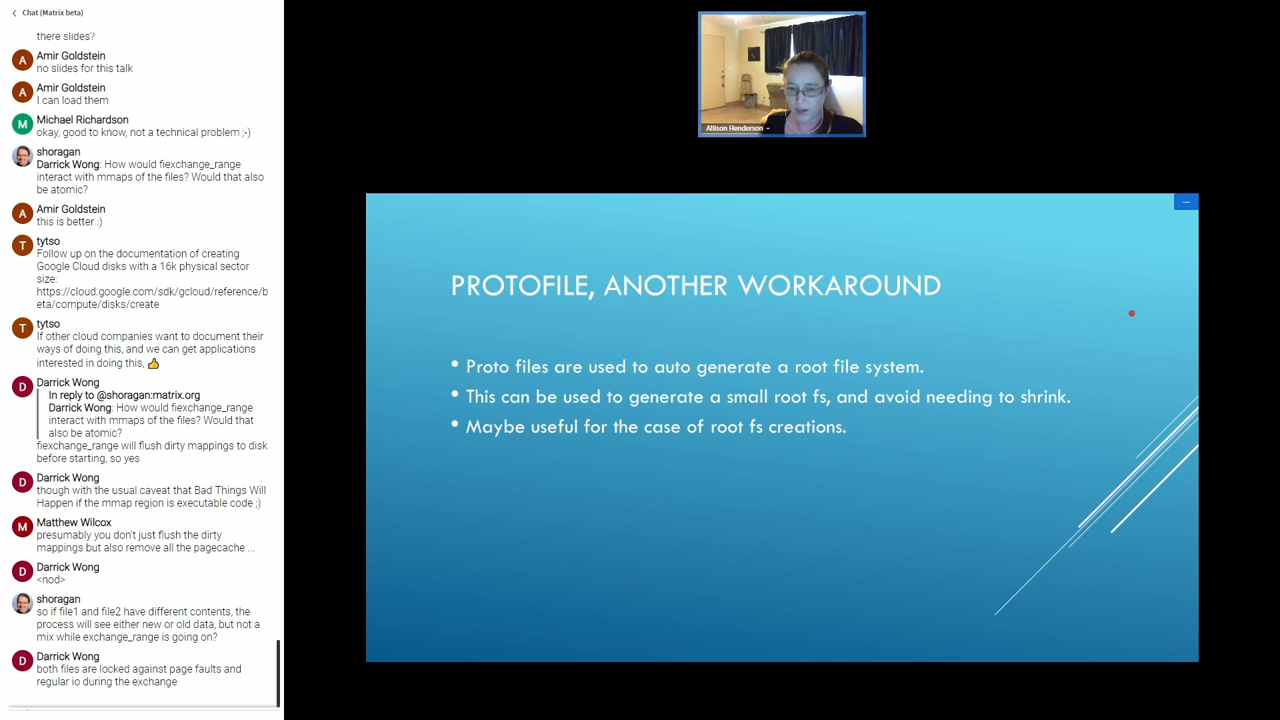 Chat (Matrix beta)
there slides?
A
Amir Goldstein
no slides for this talk
A
Amir Goldstein
I can load them
M
Michael Richardson
okay, good to know, not a technical problem ;-)
shoragan
Darrick Wong: How would fiexchange_range
interact with mmaps of the files? Would that also
be atomic?
A
Amir Goldstein
this is better :)
T
tytso
Follow up on the documentation of creating
Google Cloud disks with a 16k physical sector
size:
https://cloud.google.com/sdk/gcloud/reference/b
eta/compute/disks/create
T
tytso
If other cloud companies want to document their
ways of doing this, and we can get applications
interested in doing this, 👍
D
Darrick Wong
In reply to @shoragan:matrix.org
Darrick Wong: How would fiexchange_range
interact with mmaps of the files? Would that
also be atomic?
fiexchange_range will flush dirty mappings to disk
before starting, so yes
D
Darrick Wong
though with the usual caveat that Bad Things Will
Happen if the mmap region is executable code ;)
M
Matthew Wilcox
presumably you don't just flush the dirty
mappings but also remove all the pagecache ...
D
Darrick Wong
<nod>
shoragan
so if file1 and file2 have different contents, the
process will see either new or old data, but not a
mix while exchange_range is going on?
D
Darrick Wong
both files are locked against page faults and
regular io during the exchange
Allison Henderson
PROTOFILE, ANOTHER WORKAROUND
• Proto files are used to auto generate a root file system.
• This can be used to generate a small root fs, and avoid needing to shrink.
• Maybe useful for the case of root fs creations.